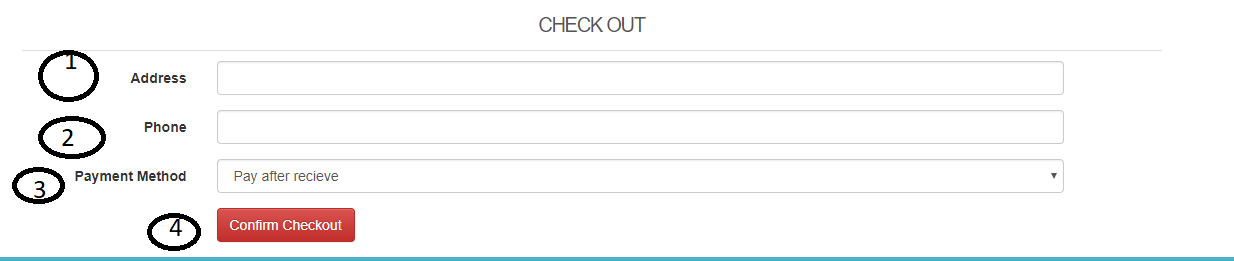 CHECK OUT
1 Address
2 Phone
3 Payment Method Pay after recieve
4 Confirm Checkout